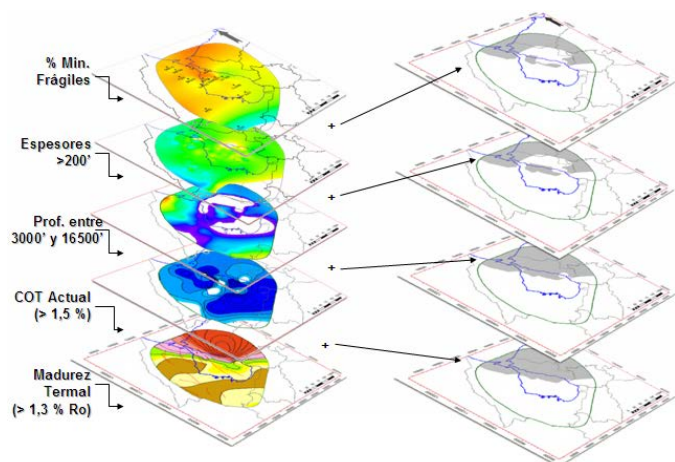 % Min.
Frágiles
+
Espesores
>200'
+
Prof. entre
3000' y 16500'
+
COT Actual
(> 1,5 %)
+
Madurez
Termal
(> 1,3 % Ro)